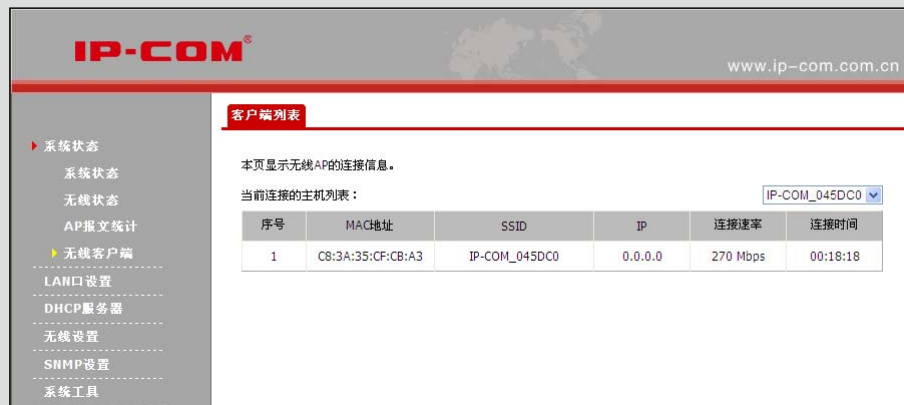 IP-COM®
www.ip-com.com.cn
客户端列表
系统状态
系统状态
无线状态
AP报文统计
无线客户端
LAN口设置
DHCP服务器
无线设置
SNMP设置
系统工具
本页显示无线AP的连接信息。
当前连接的主机列表：
IP-COM_045DC0
序号 MAC地址 SSID IP 连接速率 连接时间
1 C8:3A:35:CF:CB:A3 IP-COM_045DC0 0.0.0.0 270 Mbps 00:18:18